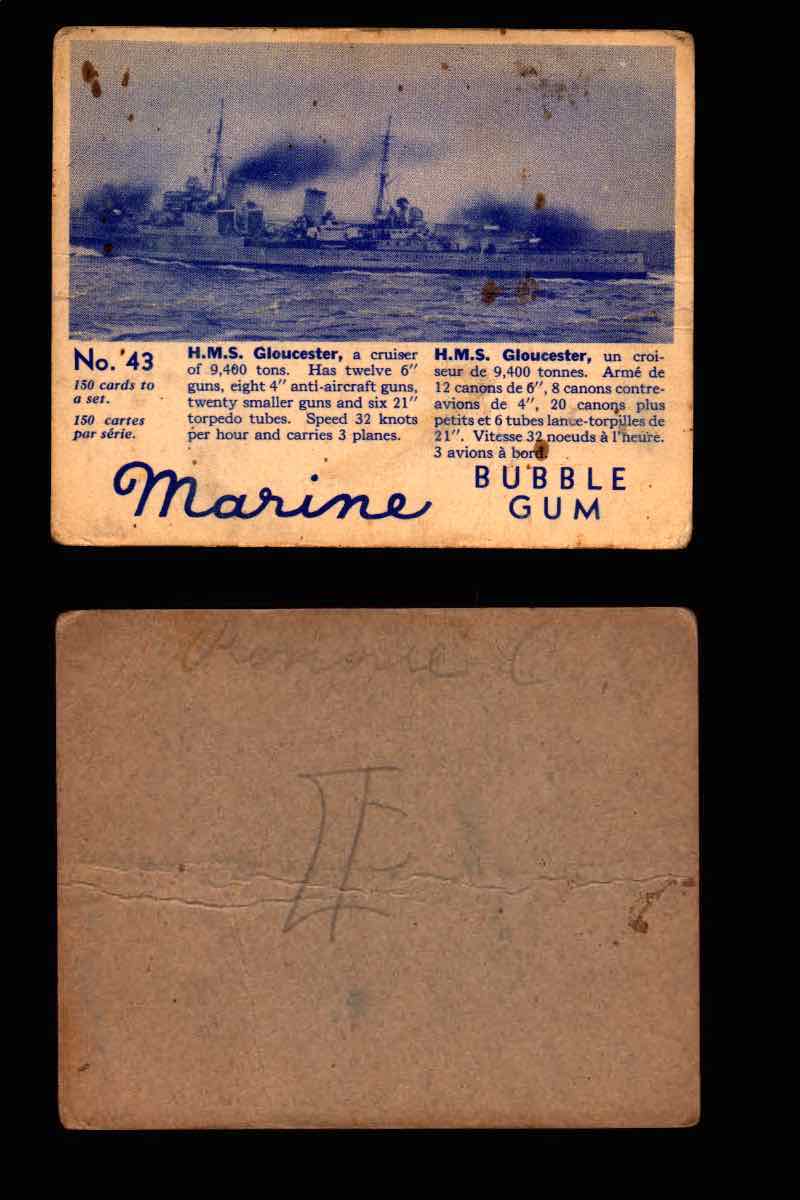 No. 43
150 cards to
a set.
150 cartes
par série.
H.M.S. Gloucester, a cruiser
of 9,400 tons. Has twelve 6″
guns, eight 4″ anti-aircraft guns,
twenty smaller guns and six 21″
torpedo tubes. Speed 32 knots
per hour and carries 3 planes.
H.M.S. Gloucester, un croi-
seur de 9,400 tonnes. Armé de
12 canons de 6″, 8 canons contre-
avions de 4″, 20 canons plus
petits et 6 tubes lance-torpilles de
21″. Vitesse 32 noeuds à l'heure.
3 avions à bord.
Marine
BUBBLE
GUM